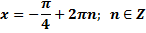 x = −π/4 + 2πn; n ∈ Z